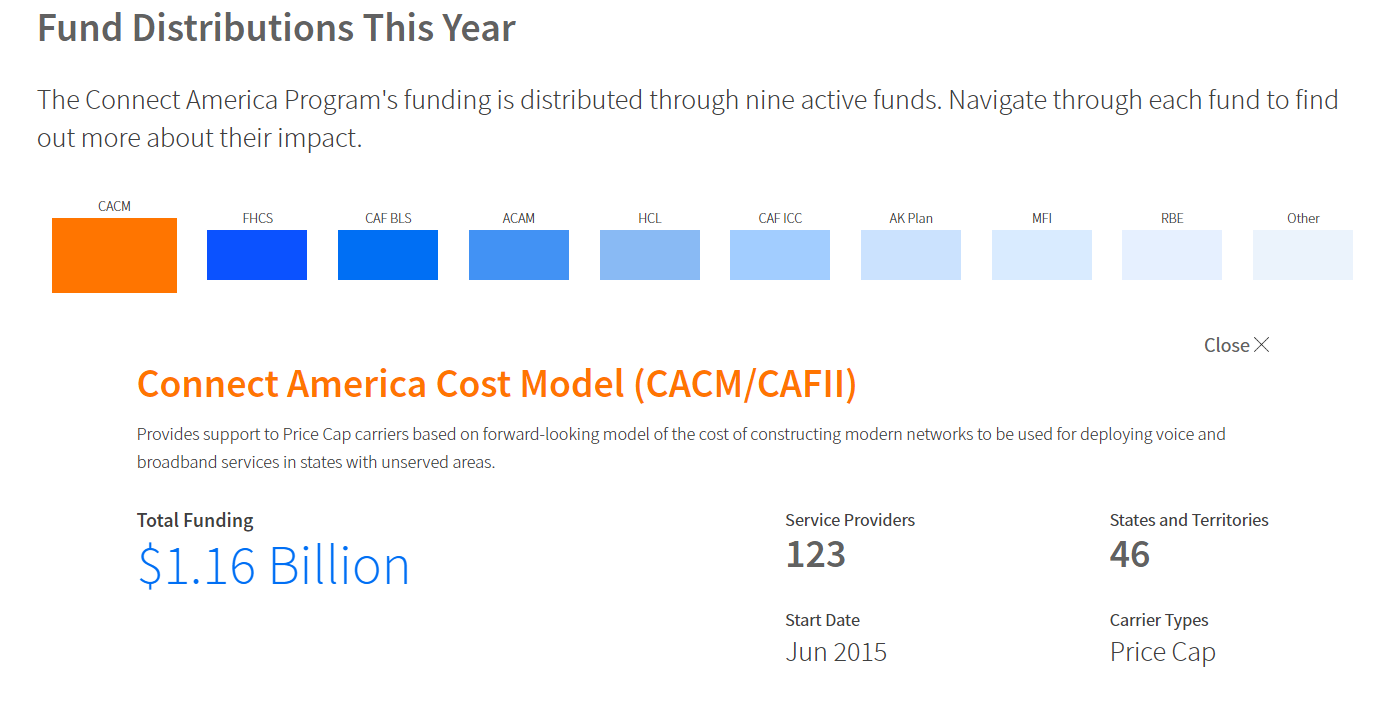 Fund Distributions This Year
The Connect America Program's funding is distributed through nine active funds. Navigate through each fund to find
out more about their impact.
CACM
FHCS
CAF BLS
ACAM
HCL
CAF ICC
AK Plan
MFI
RBE
Other
Close
Connect America Cost Model (CACM/CAFII)
Provides support to Price Cap carriers based on forward-looking model of the cost of constructing modern networks to be used for deploying voice and
broadband services in states with unserved areas.
Total Funding
$1.16 Billion
Service Providers
123
States and Territories
46
Start Date
Jun 2015
Carrier Types
Price Cap